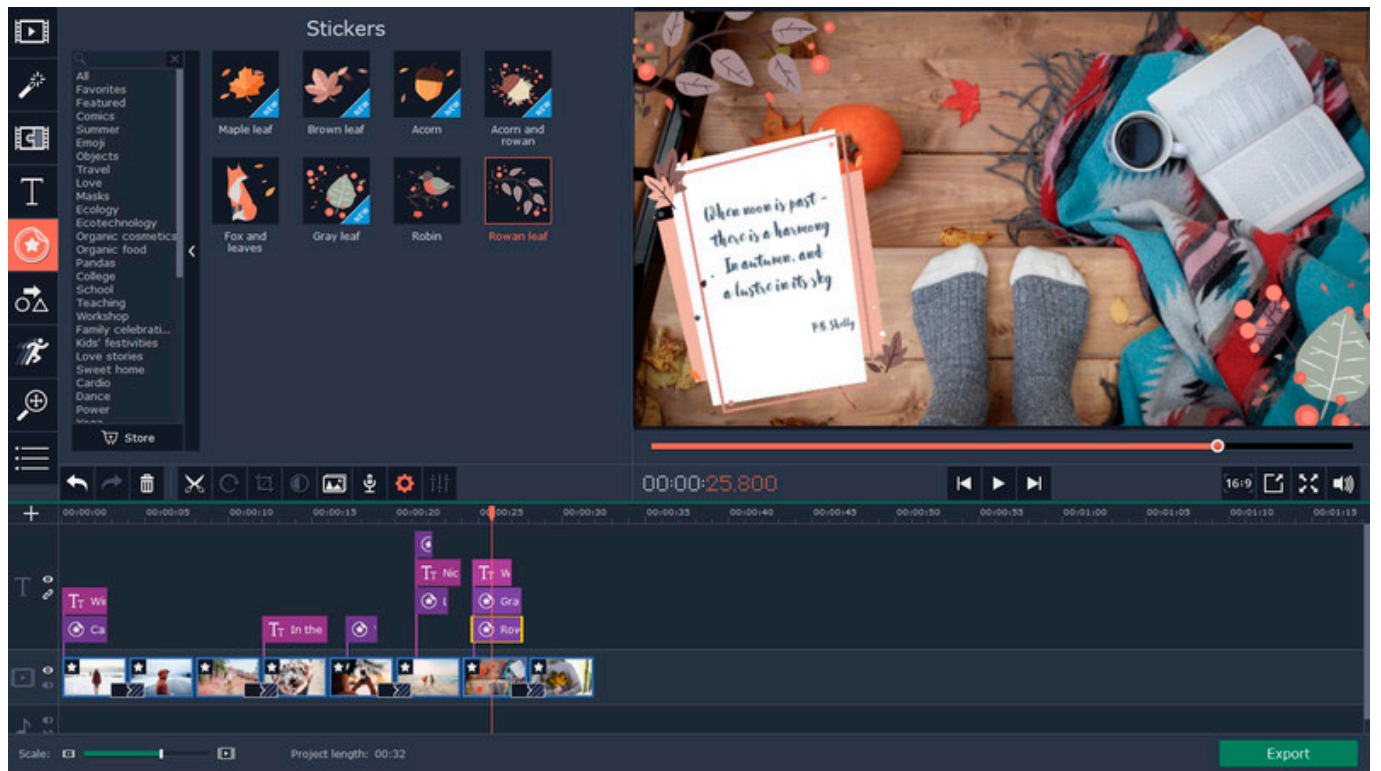 Stickers
All
Favorites
Featured
Comics
Summer
Emoji
Objects
Travel
Love
Masks
Ecology
Ecotechnology
Organic cosmetics
Organic food
Pandas
College
School
Teaching
Workshop
Family celebrati...
Kids' festivities
Love stories
Sweet home
Cardio
Dance
Power
Yoga
Store
NEW
NEW
NEW
NEW
Maple leaf
Brown leaf
Acorn
Acorn and
rowan
NEW
Fox and
leaves
Gray leaf
Robin
Rowan leaf
When noon is past -
there is a harmony
In autumn, and
a lustre in its sky
P.B. Shelly
00:00:25.800
16:9
00:00:00 00:00:05 00:00:10 00:00:15 00:00:20 00:00:25 00:00:30 00:00:35 00:00:40 00:00:45 00:00:50 00:00:55 00:01:00 00:01:05 00:01:10 00:01:15
Nic
W
Wi
L
Gra
Ca
In the
Row
Scale:
Project length: 00:32
Export